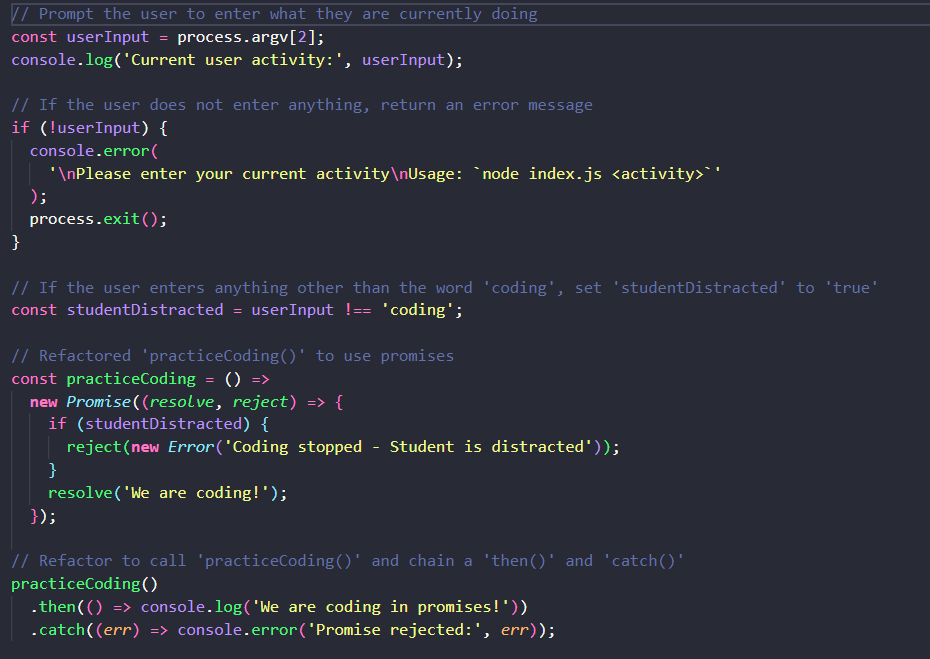 // Prompt the user to enter what they are currently doing
const userInput = process.argv[2];
console.log('Current user activity:', userInput);

// If the user does not enter anything, return an error message
if (!userInput) {
  console.error(
    '\nPlease enter your current activity\nUsage: `node index.js <activity>`'
  );
  process.exit();
}

// If the user enters anything other than the word 'coding', set 'studentDistracted' to 'true'
const studentDistracted = userInput !== 'coding';

// Refactored 'practiceCoding()' to use promises
const practiceCoding = () =>
  new Promise((resolve, reject) => {
    if (studentDistracted) {
      reject(new Error('Coding stopped - Student is distracted'));
    }
    resolve('We are coding!');
  });

// Refactor to call 'practiceCoding()' and chain a 'then()' and 'catch()'
practiceCoding()
  .then(() => console.log('We are coding in promises!'))
  .catch((err) => console.error('Promise rejected:', err));